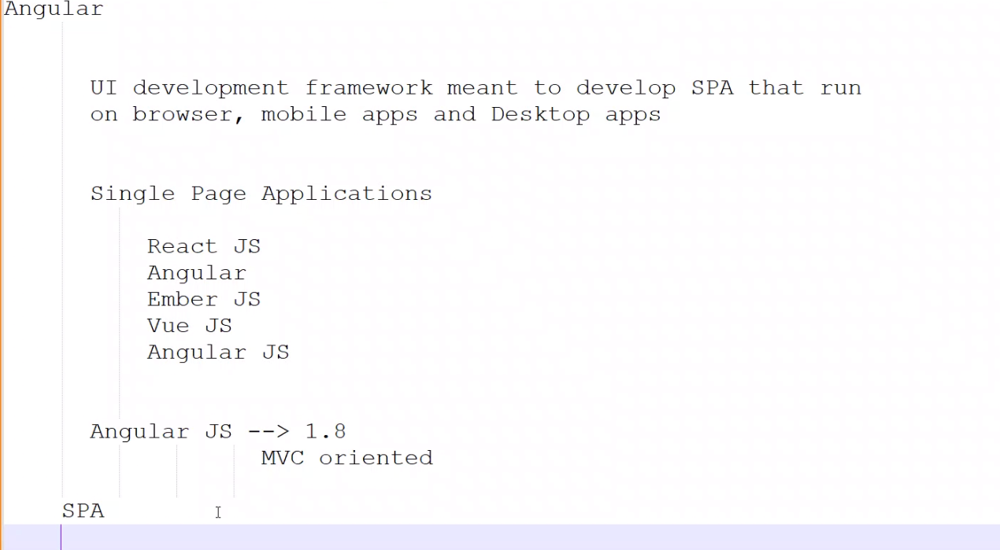 Angular
UI development framework meant to develop SPA that run
on browser, mobile apps and Desktop apps
Single Page Applications
React JS
Angular
Ember JS
Vue JS
Angular JS
Angular JS --> 1.8
MVC oriented
SPA